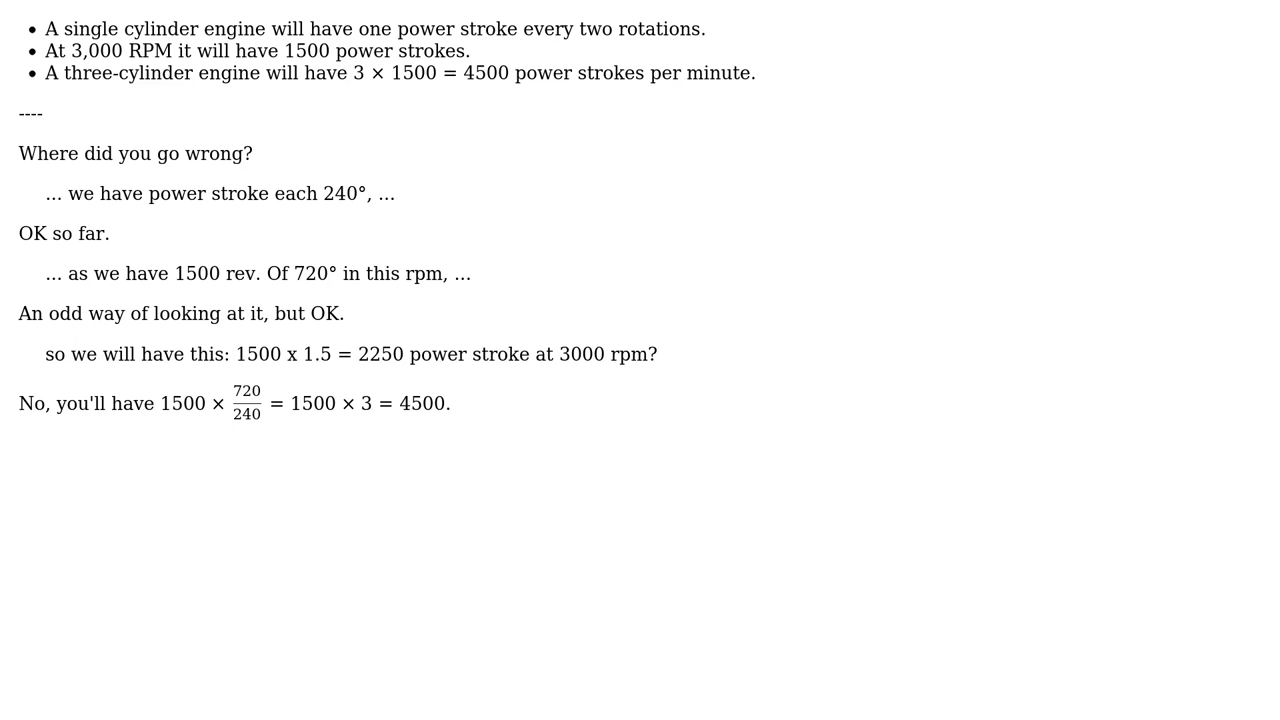 • A single cylinder engine will have one power stroke every two rotations.
• At 3,000 RPM it will have 1500 power strokes.
• A three-cylinder engine will have 3 × 1500 = 4500 power strokes per minute.
----
Where did you go wrong?
... we have power stroke each 240°, ...
OK so far.
... as we have 1500 rev. Of 720° in this rpm, ...
An odd way of looking at it, but OK.
so we will have this: 1500 x 1.5 = 2250 power stroke at 3000 rpm?
No, you'll have 1500 × 720/240 = 1500 × 3 = 4500.